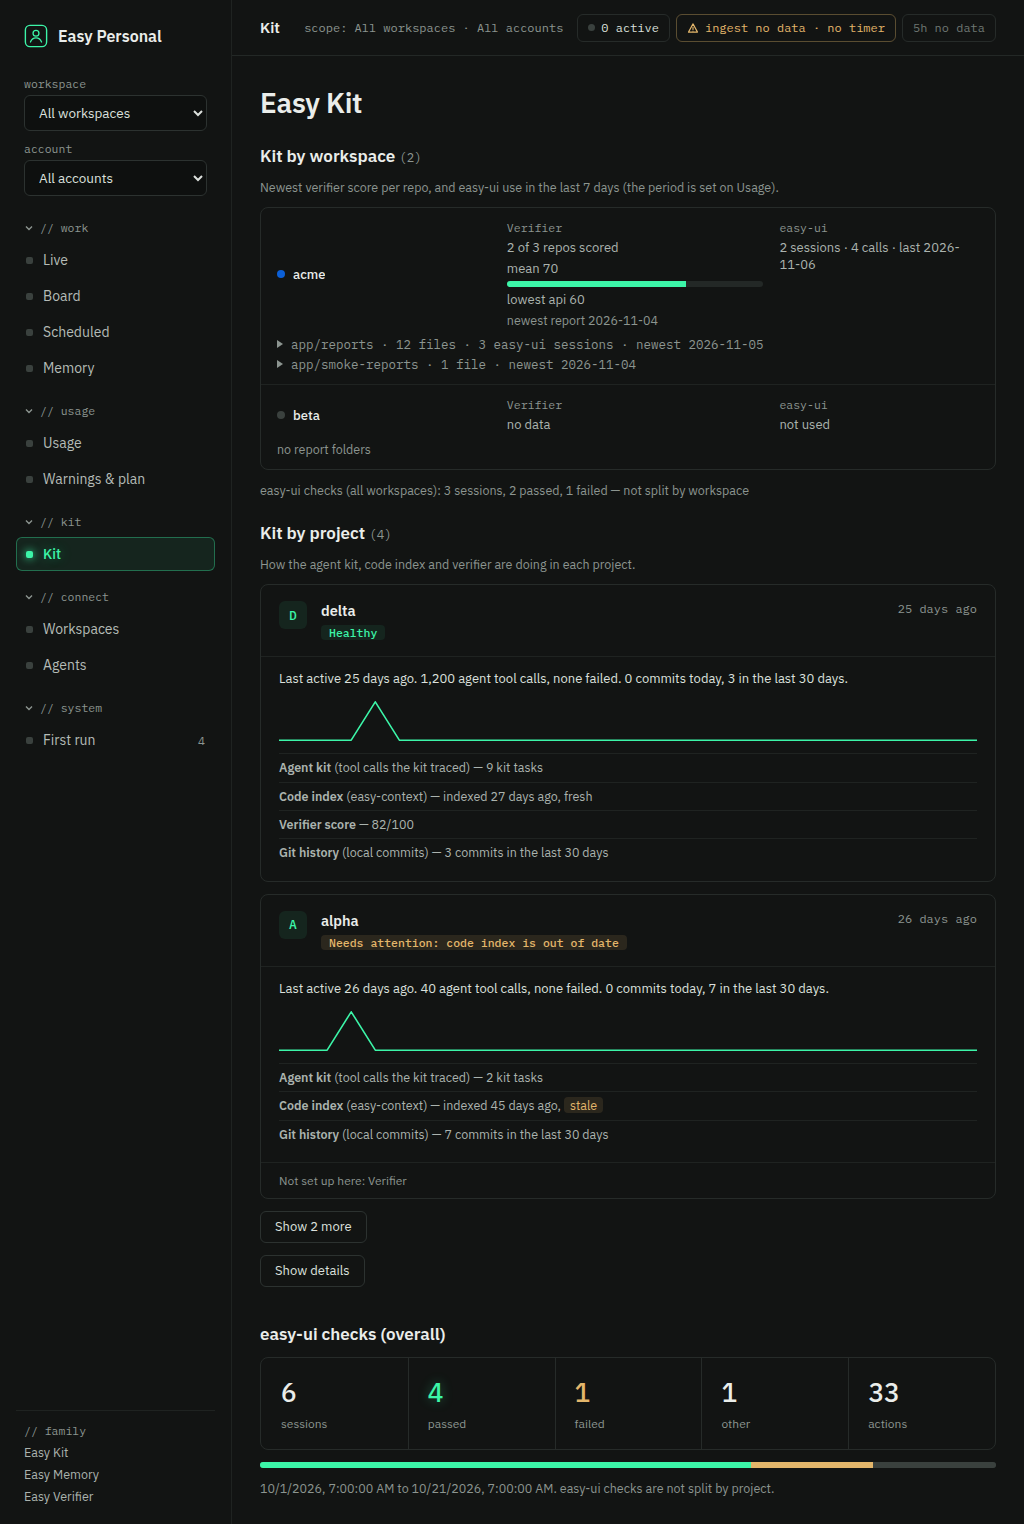 Easy Personal
workspace
All workspaces
account
All accounts
// work
Live
Board
Scheduled
Memory
// usage
Usage
Warnings & plan
// kit
Kit
// connect
Workspaces
Agents
// system
First run 4
// family
Easy Kit
Easy Memory
Easy Verifier
Kit scope: All workspaces · All accounts 0 active ingest no data · no timer 5h no data
Easy Kit
Kit by workspace (2)
Newest verifier score per repo, and easy-ui use in the last 7 days (the period is set on Usage).
acme
Verifier
2 of 3 repos scored
mean 70
lowest api 60
newest report 2026-11-04
easy-ui
2 sessions · 4 calls · last 2026-
11-06
app/reports · 12 files · 3 easy-ui sessions · newest 2026-11-05
app/smoke-reports · 1 file · newest 2026-11-04
beta
Verifier
no data
easy-ui
not used
no report folders
easy-ui checks (all workspaces): 3 sessions, 2 passed, 1 failed — not split by workspace
Kit by project (4)
How the agent kit, code index and verifier are doing in each project.
D delta 25 days ago
Healthy
Last active 25 days ago. 1,200 agent tool calls, none failed. 0 commits today, 3 in the last 30 days.
Agent kit (tool calls the kit traced) — 9 kit tasks
Code index (easy-context) — indexed 27 days ago, fresh
Verifier score — 82/100
Git history (local commits) — 3 commits in the last 30 days
A alpha 26 days ago
Needs attention: code index is out of date
Last active 26 days ago. 40 agent tool calls, none failed. 0 commits today, 7 in the last 30 days.
Agent kit (tool calls the kit traced) — 2 kit tasks
Code index (easy-context) — indexed 45 days ago, stale
Git history (local commits) — 7 commits in the last 30 days
Not set up here: Verifier
Show 2 more
Show details
easy-ui checks (overall)
6 4 1 1 33
sessions passed failed other actions
10/1/2026, 7:00:00 AM to 10/21/2026, 7:00:00 AM. easy-ui checks are not split by project.